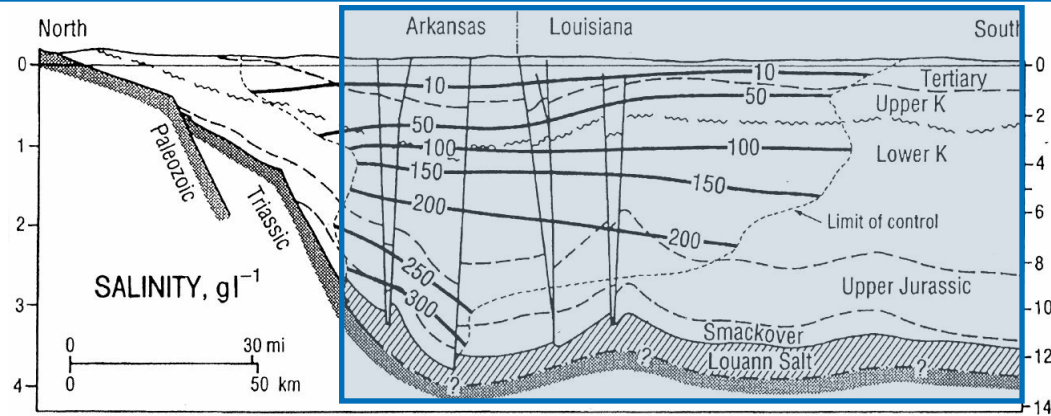 North
Arkansas
Louisiana
South
0
10
10
0
Tertiary
50
Upper K
50
2
1
100
100
Lower K
4
Paleozoic
150
150
Triassic
200
200
Limit of control
6
2
250
8
SALINITY, gl⁻¹
300
Upper Jurassic
3
10
Smackover
0
30 mi
Louann Salt
12
0
50 km
4
?
?
?
14